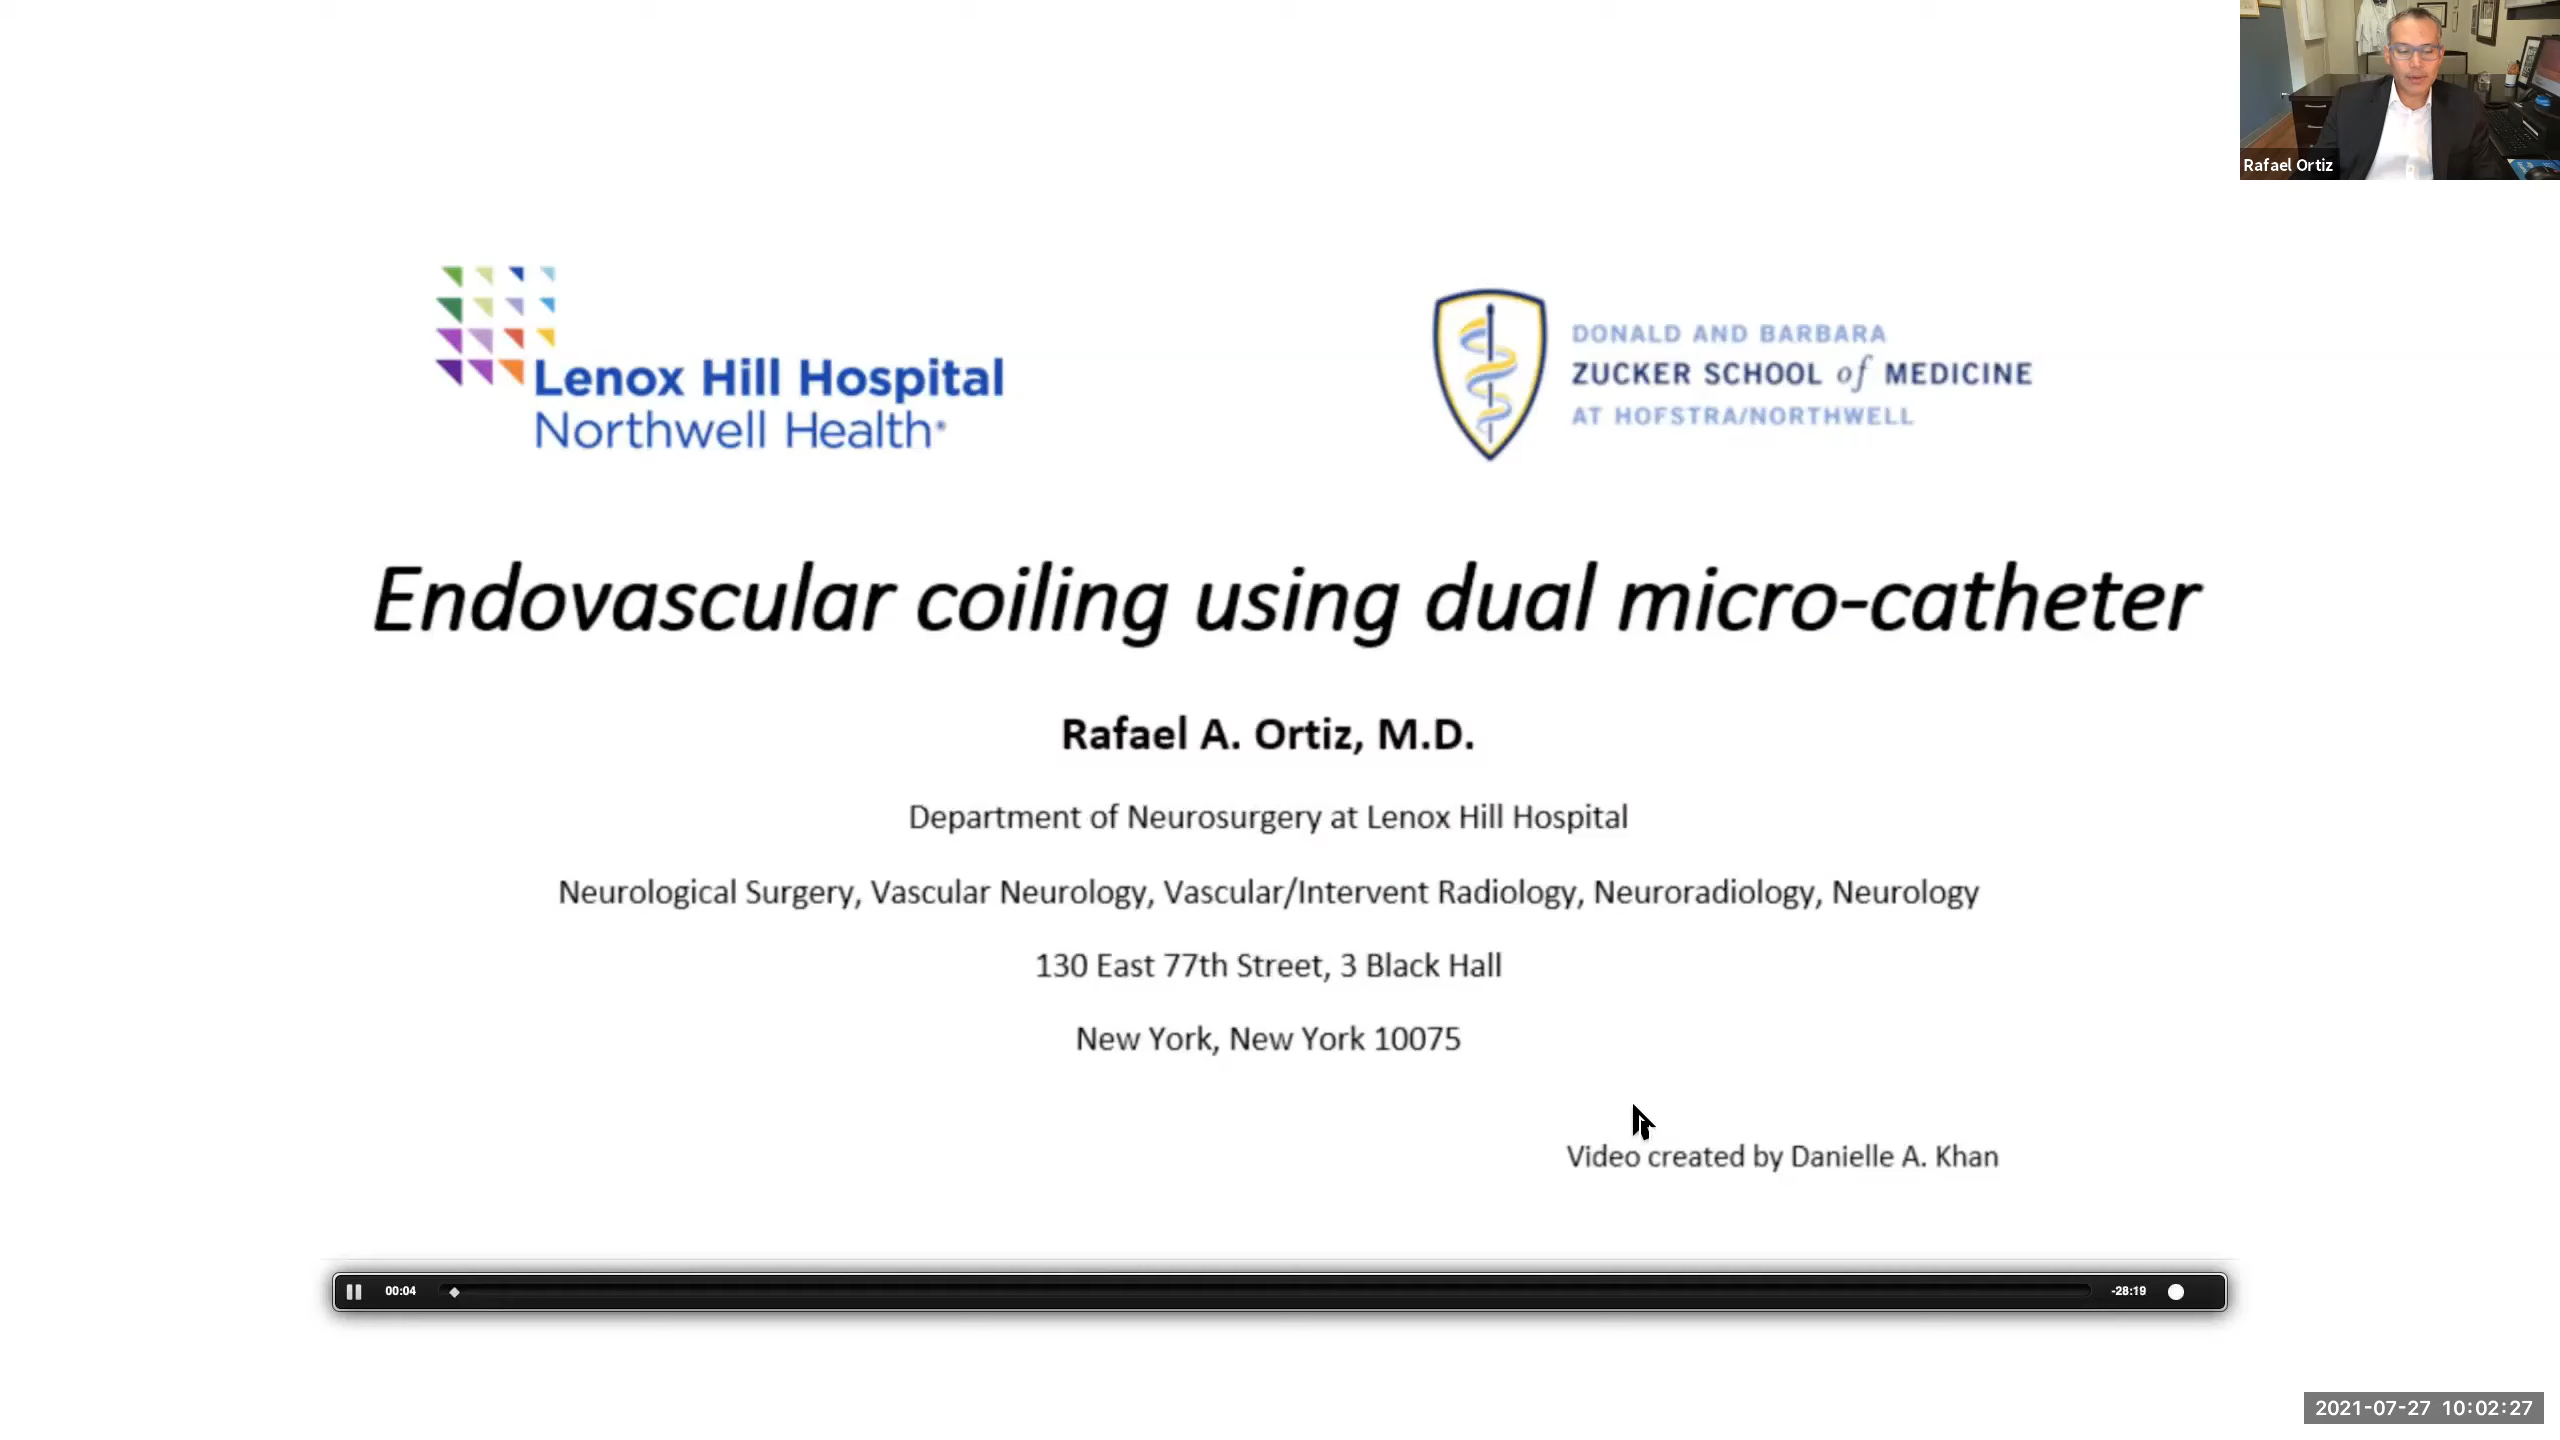 Rafael Ortiz
Lenox Hill Hospital
Northwell Health®
DONALD AND BARBARA
ZUCKER SCHOOL of MEDICINE
AT HOFSTRA/NORTHWELL
Endovascular coiling using dual micro-catheter
Rafael A. Ortiz, M.D.
Department of Neurosurgery at Lenox Hill Hospital
Neurological Surgery, Vascular Neurology, Vascular/Intervent Radiology, Neuroradiology, Neurology
130 East 77th Street, 3 Black Hall
New York, New York 10075
Video created by Danielle A. Khan
00:04
-28:19
2021-07-27 10:02:27